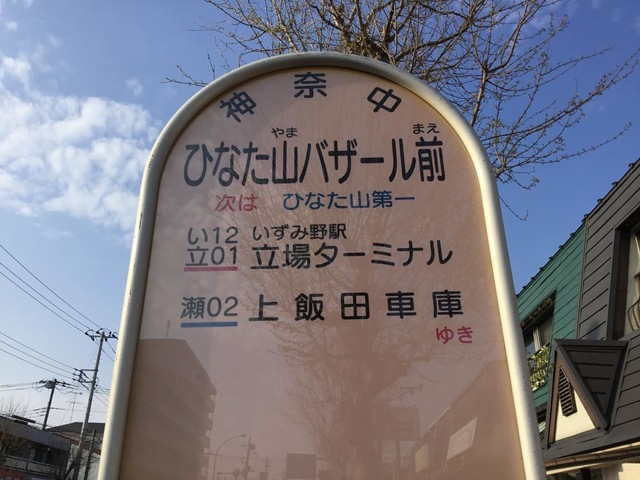 神奈中
ひなた山バザール前
やま まえ
次は ひなた山第一
い12 いずみ野駅
立01 立場ターミナル
瀬02 上飯田車庫
ゆき